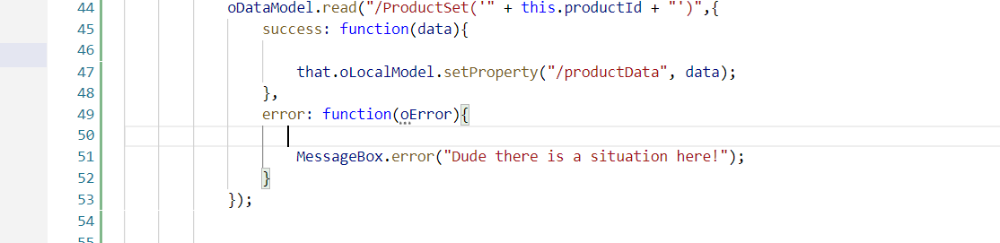 44 oDataModel.read("/ProductSet('" + this.productId + "')",{
45 success: function(data){
46
47 that.oLocalModel.setProperty("/productData", data);
48 },
49 error: function(oError){
50
51 MessageBox.error("Dude there is a situation here!");
52 }
53 });
54
55